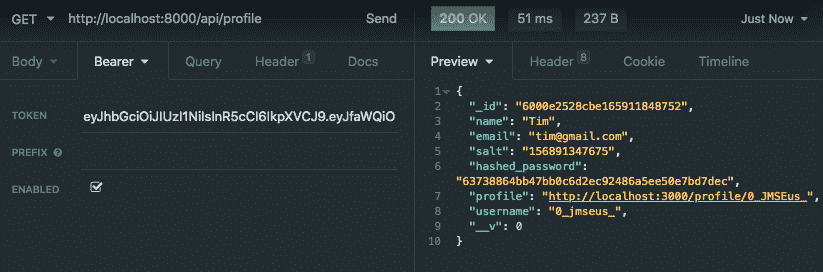 GET http://localhost:8000/api/profile Send
200 OK 51 ms 237 B Just Now
Body Bearer Query Header 1 Docs
Preview Header 8 Cookie Timeline
TOKEN eyJhbGciOiJIUzI1NiIsInR5cCI6IkpXVCJ9.eyJfaWQiO
PREFIX
ENABLED
1 {
2 "_id": "6000e2528cbe165911848752",
3 "name": "Tim",
4 "email": "tim@gmail.com",
5 "salt": "156891347675",
6 "hashed_password":
"63738864bb47bb0c6d2ec92486a5ee50e7bd7dec",
7 "profile": "http://localhost:3000/profile/0_JMSEus_",
8 "username": "0_jmseus_",
9 "__v": 0
10 }